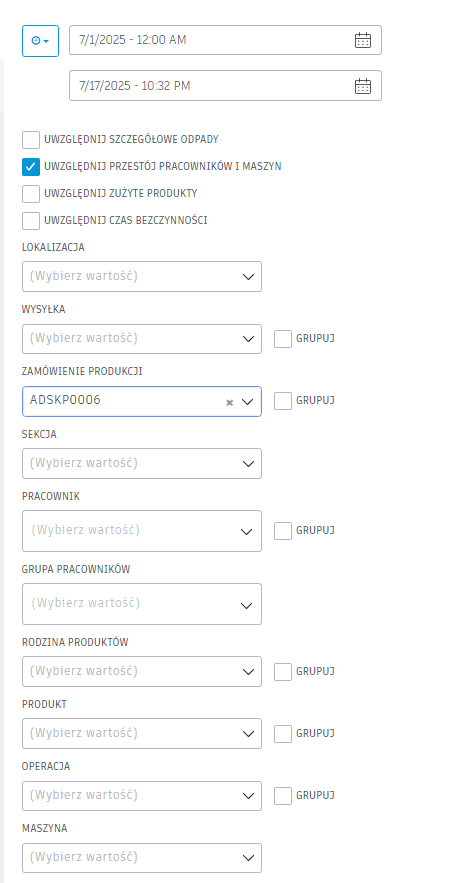 7/1/2025 - 12:00 AM
7/17/2025 - 10:32 PM
UWZGLĘDNIJ SZCZEGÓŁOWE ODPADY
UWZGLĘDNIJ PRZESTÓJ PRACOWNIKÓW I MASZYN
UWZGLĘDNIJ ZUŻYTE PRODUKTY
UWZGLĘDNIJ CZAS BEZCZYNNOŚCI
LOKALIZACJA
(Wybierz wartość)
WYSYŁKA
(Wybierz wartość) GRUPUJ
ZAMÓWIENIE PRODUKCJI
ADSKP0006 GRUPUJ
SEKCJA
(Wybierz wartość)
PRACOWNIK
(Wybierz wartość) GRUPUJ
GRUPA PRACOWNIKÓW
(Wybierz wartość)
RODZINA PRODUKTÓW
(Wybierz wartość) GRUPUJ
PRODUKT
(Wybierz wartość) GRUPUJ
OPERACJA
(Wybierz wartość) GRUPUJ
MASZYNA
(Wybierz wartość)